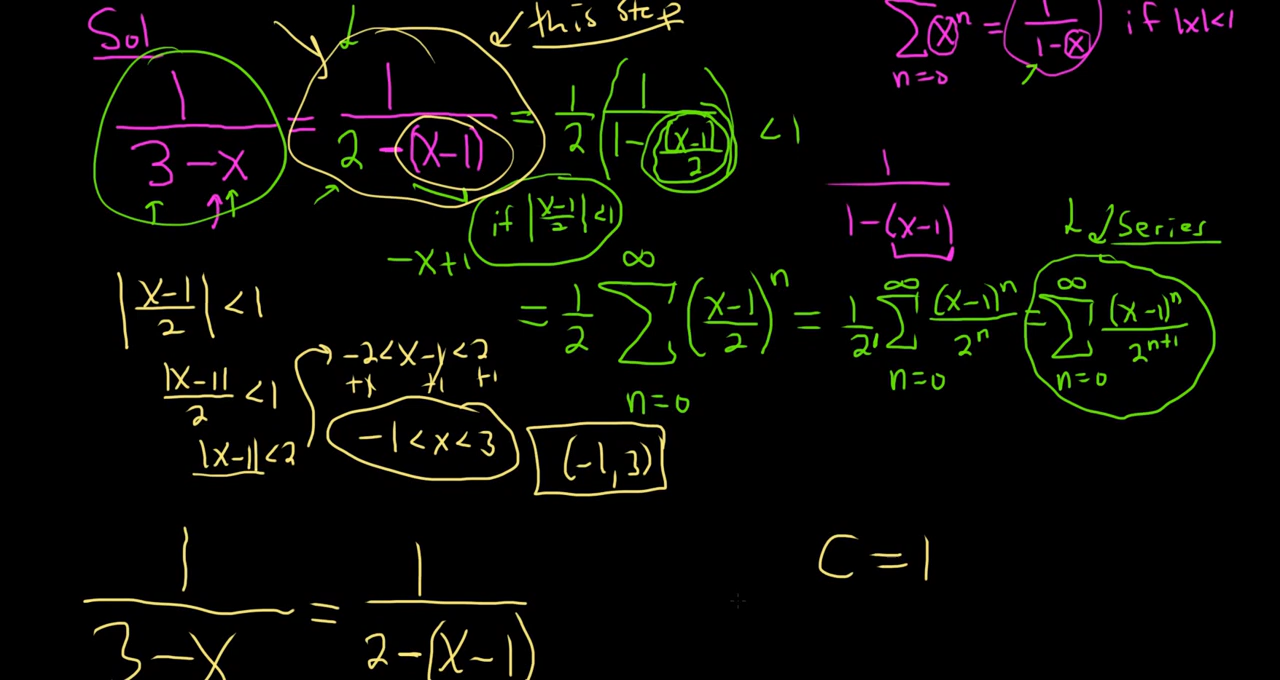 Sol
this step
1/(3-x) = 1/(2-(x-1)) = 1/2 (1/(1-(x-1)/2)) < 1
∑_{n=0} x^n = 1/(1-x) if |x|<1
if |(x-1)/2| < 1
-x+1
1/(1-(x-1))
Series
|(x-1)/2| < 1
= 1/2 ∑_{n=0}^{∞} ((x-1)/2)^n = 1/2^1 ∑_{n=0}^{∞} (x-1)^n/2^n = ∑_{n=0}^{∞} (x-1)^n/2^{n+1}
|x-1|/2 < 1
|x-1| < 2
-2 < x-1 < 2
+1 +1 +1
-1 < x < 3
(-1, 3)
C = 1
1/(3-x) = 1/(2-(x-1))